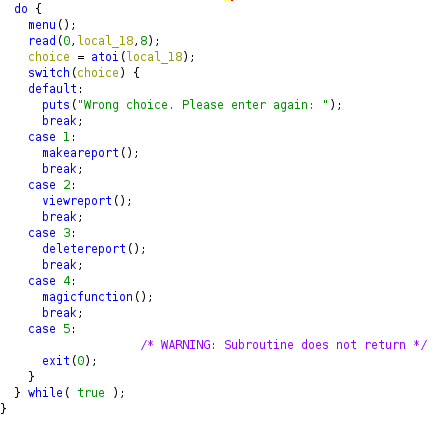 do {
menu();
read(0,local_18,8);
choice = atoi(local_18);
switch(choice) {
default:
puts("Wrong choice. Please enter again: ");
break;
case 1:
makeareport();
break;
case 2:
viewreport();
break;
case 3:
deletereport();
break;
case 4:
magicfunction();
break;
case 5:
/* WARNING: Subroutine does not return */
exit(0);
}
} while( true );
}